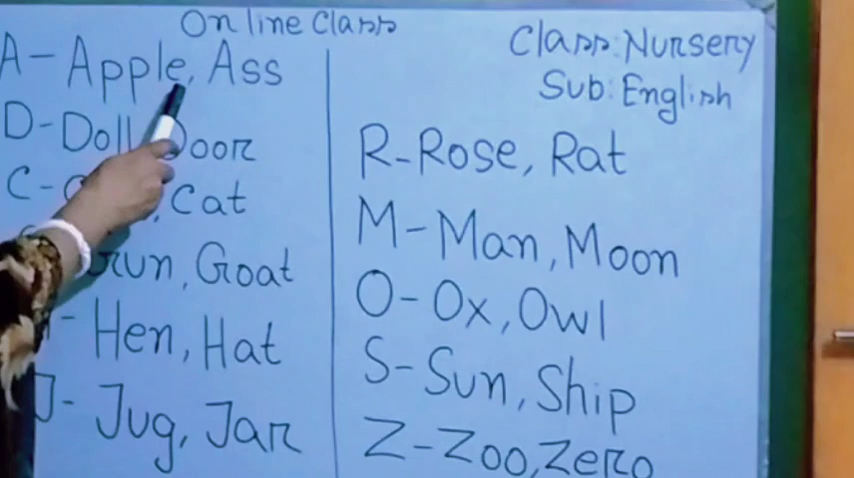 Online Class
Class: Nursery
Sub: English
A- Apple, Ass
D- Doll, Door
C- Cat
Gun, Goat
- Hen, Hat
J- Jug, Jar
R- Rose, Rat
M- Man, Moon
O- Ox, Owl
S- Sun, Ship
Z- Zoo, Zero